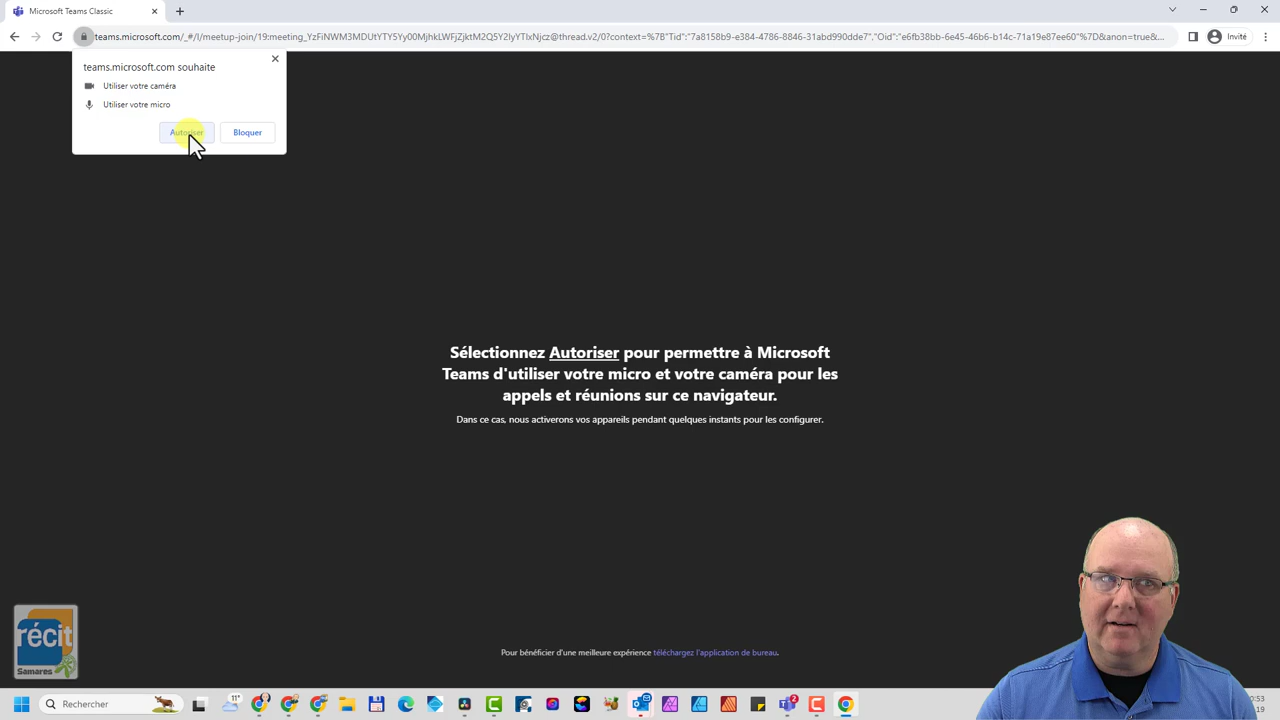 Microsoft Teams Classic
teams.microsoft.com/_#/l/meetup-join/19:meeting_YzFiNWM3MDUtYTY5Yy00MjhkLWFjZjktM2Q5Y2IyYTIxNjcz@thread.v2/0?context=%7B"Tid":"7a8158b9-e384-4786-8846-31abd990dde7","Oid":"e6fb38bb-6e45-46b6-b14c-71a19e87ee60"%7D&anon=true&...
Invité
teams.microsoft.com souhaite
Utiliser votre caméra
Utiliser votre micro
Autoriser
Bloquer
Sélectionnez Autoriser pour permettre à Microsoft
Teams d'utiliser votre micro et votre caméra pour les
appels et réunions sur ce navigateur.
Dans ce cas, nous activerons vos appareils pendant quelques instants pour les configurer.
récit
Samares
Pour bénéficier d'une meilleure expérience téléchargez l'application de bureau.
Rechercher
11°
2